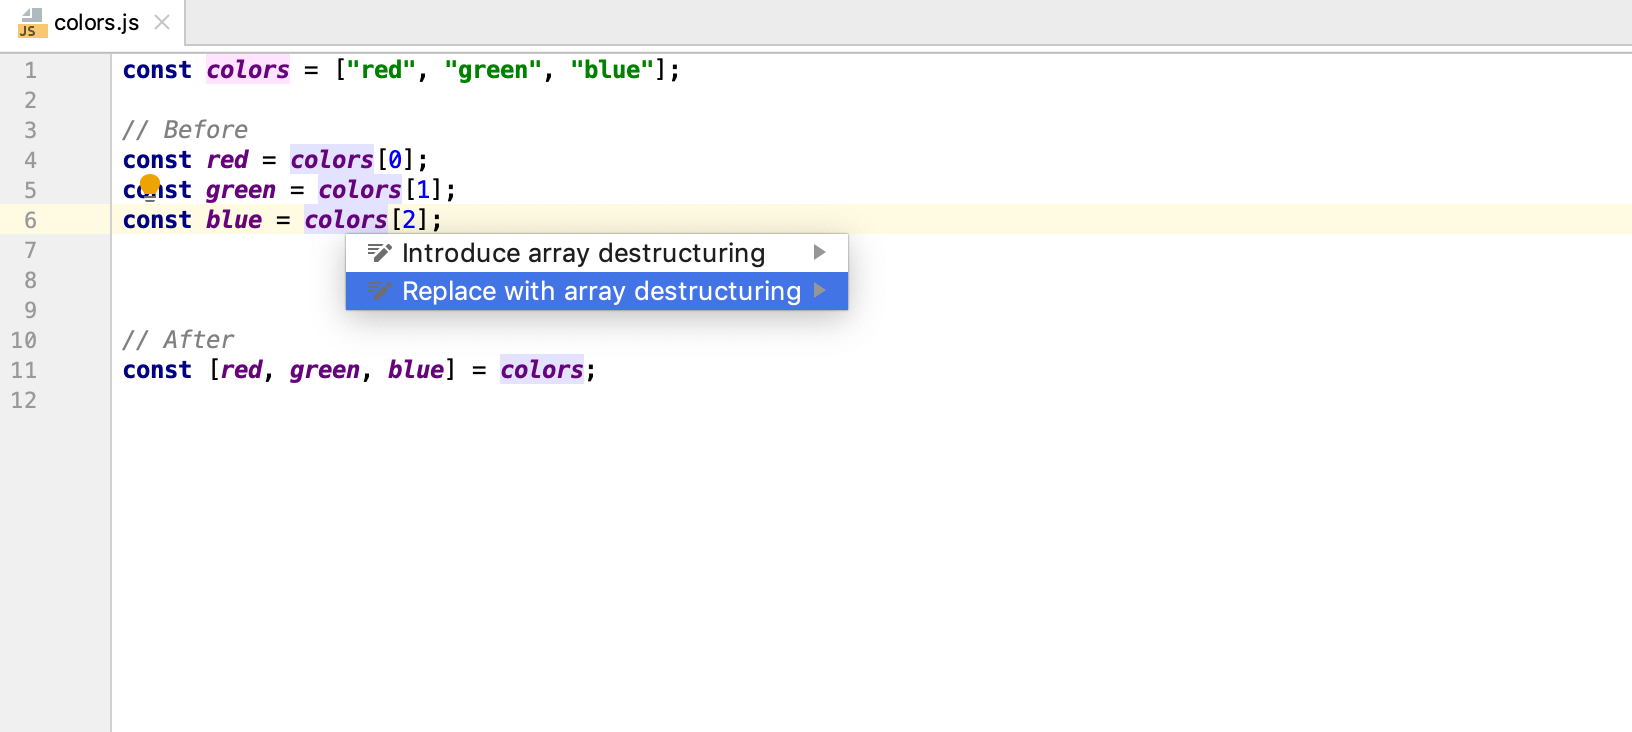 JS colors.js
1 const colors = ["red", "green", "blue"];
2
3 // Before
4 const red = colors[0];
5 const green = colors[1];
6 const blue = colors[2];
7 Introduce array destructuring
8 Replace with array destructuring
9
10 // After
11 const [red, green, blue] = colors;
12